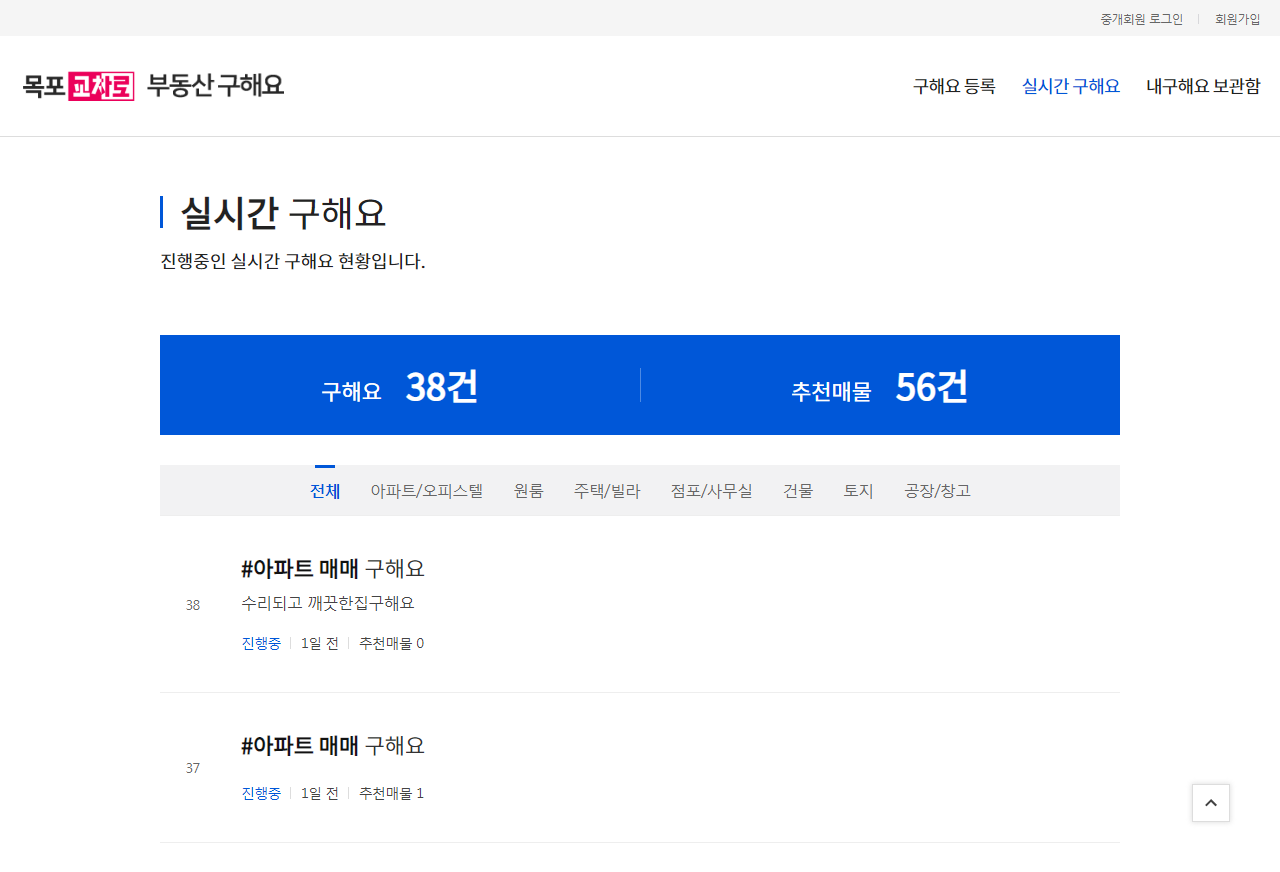 중개회원 로그인 회원가입
목포 교차로 부동산 구해요
구해요 등록 실시간 구해요 내구해요 보관함
실시간 구해요
진행중인 실시간 구해요 현황입니다.
구해요 38건 추천매물 56건
전체 아파트/오피스텔 원룸 주택/빌라 점포/사무실 건물 토지 공장/창고
#아파트 매매 구해요
38
수리되고 깨끗한집구해요
진행중 1일 전 추천매물 0
#아파트 매매 구해요
37
진행중 1일 전 추천매물 1